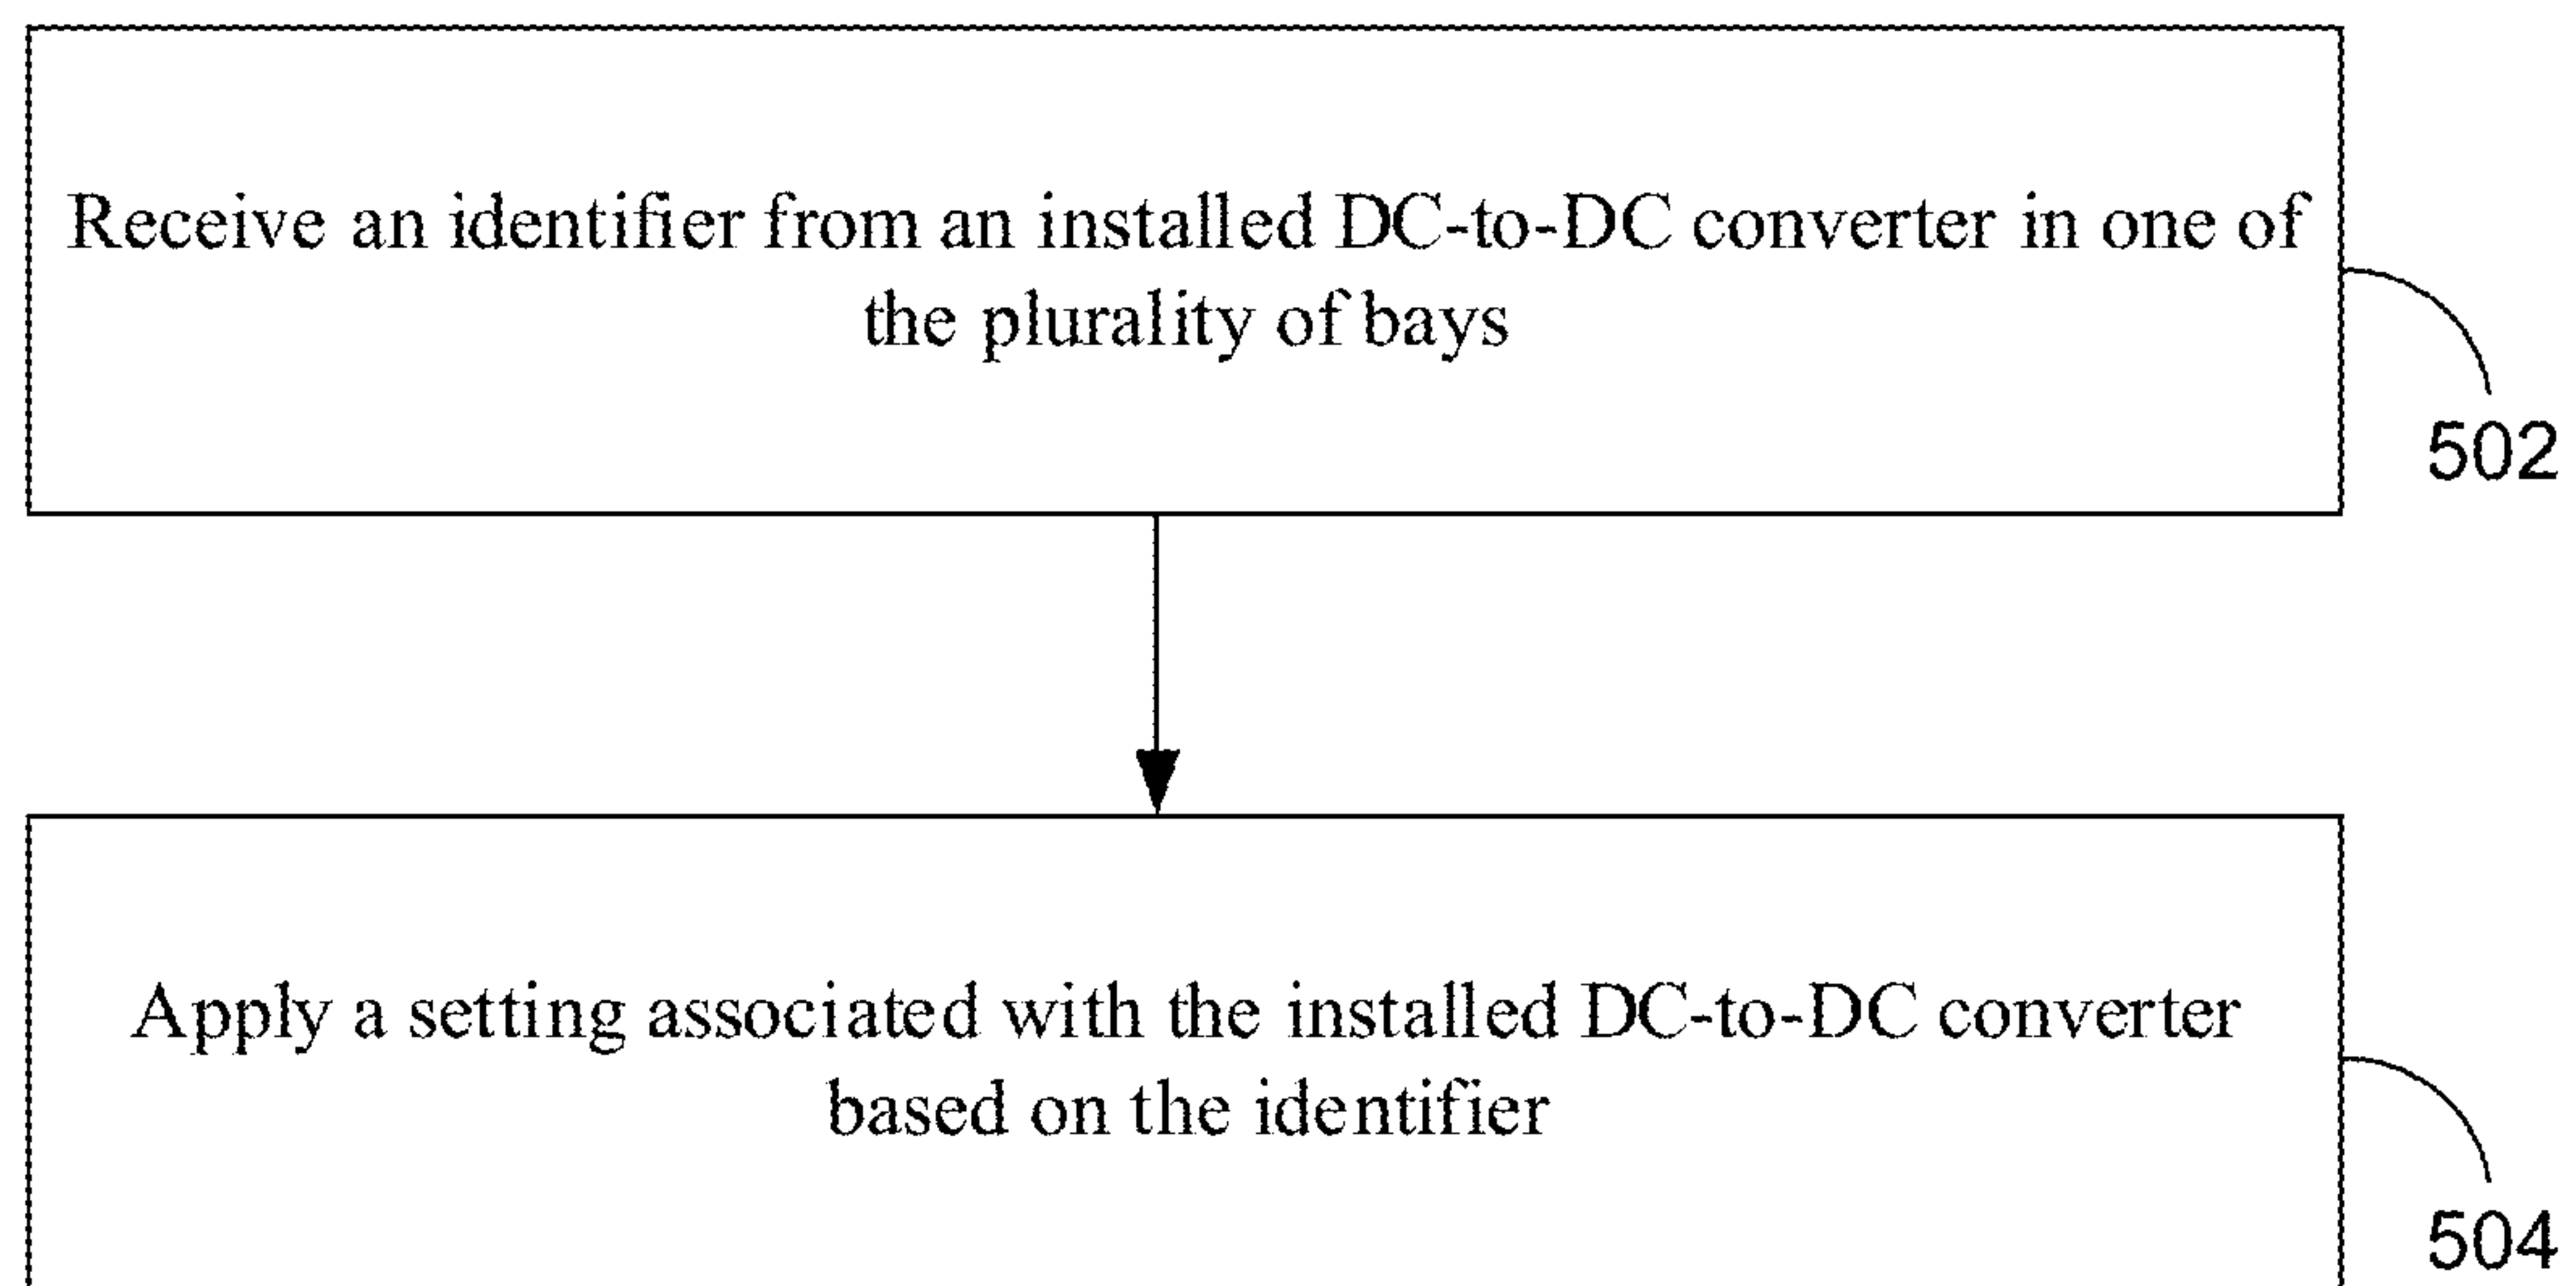 Receive an identifier from an installed DC-to-DC converter in one of
the plurality of bays
502
Apply a setting associated with the installed DC-to-DC converter
based on the identifier
504